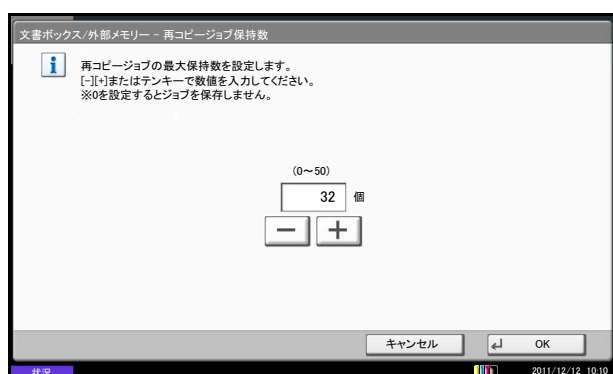 文書ボックス/外部メモリー - 再コピージョブ保持数
再コピージョブの最大保持数を設定します。
[-][+]またはテンキーで数値を入力してください。
※0を設定するとジョブを保存しません。
(0～50)
32 個
キャンセル
OK
状況
2011/12/12 10:10